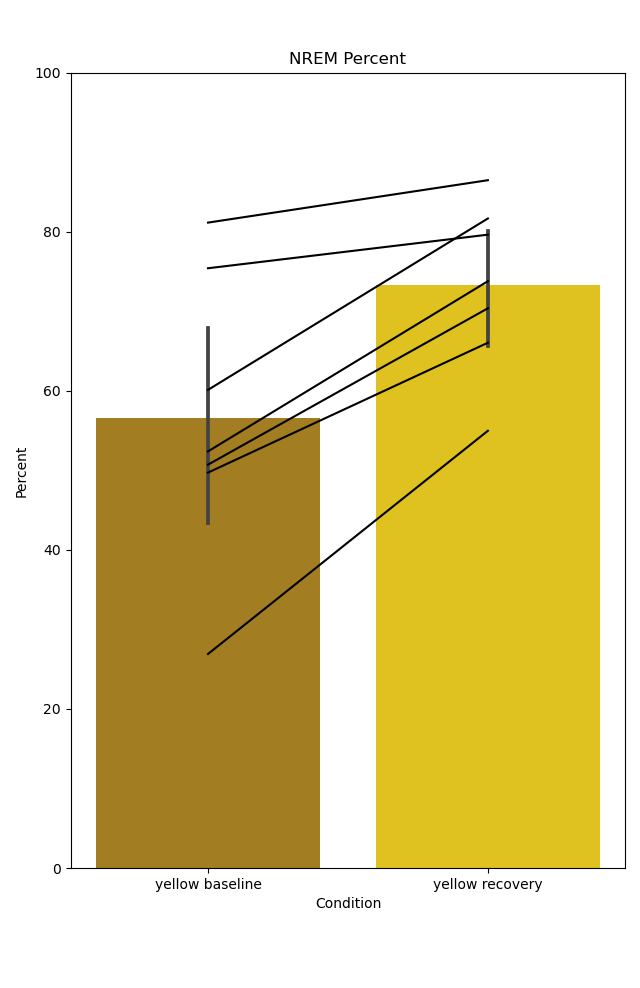 NREM Percent
100
80
60
40
20
0
Percent
yellow baseline
yellow recovery
Condition